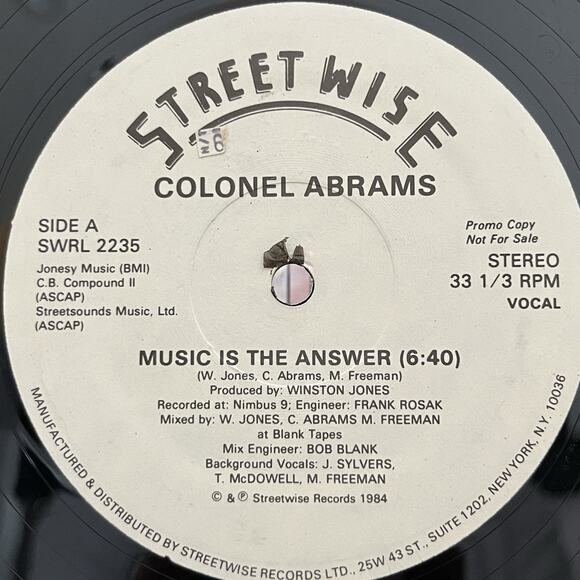 STREETWISE
COLONEL ABRAMS
SIDE A
SWRL 2235
Jonesy Music (BMI)
C.B. Compound II
(ASCAP)
Streetsounds Music, Ltd.
(ASCAP)
Promo Copy
Not For Sale
STEREO
33 1/3 RPM
VOCAL
MUSIC IS THE ANSWER (6:40)
(W. Jones, C. Abrams, M. Freeman)
Produced by: WINSTON JONES
Recorded at: Nimbus 9; Engineer: FRANK ROSAK
Mixed by: W. JONES, C. ABRAMS M. FREEMAN
at Blank Tapes
Mix Engineer: BOB BLANK
Background Vocals: J. SYLVERS,
T. McDOWELL, M. FREEMAN
© & ℗ Streetwise Records 1984
MANUFACTURED & DISTRIBUTED BY STREETWISE RECORDS LTD., 25W 43 ST., SUITE 1202, NEW YORK, N.Y. 10036